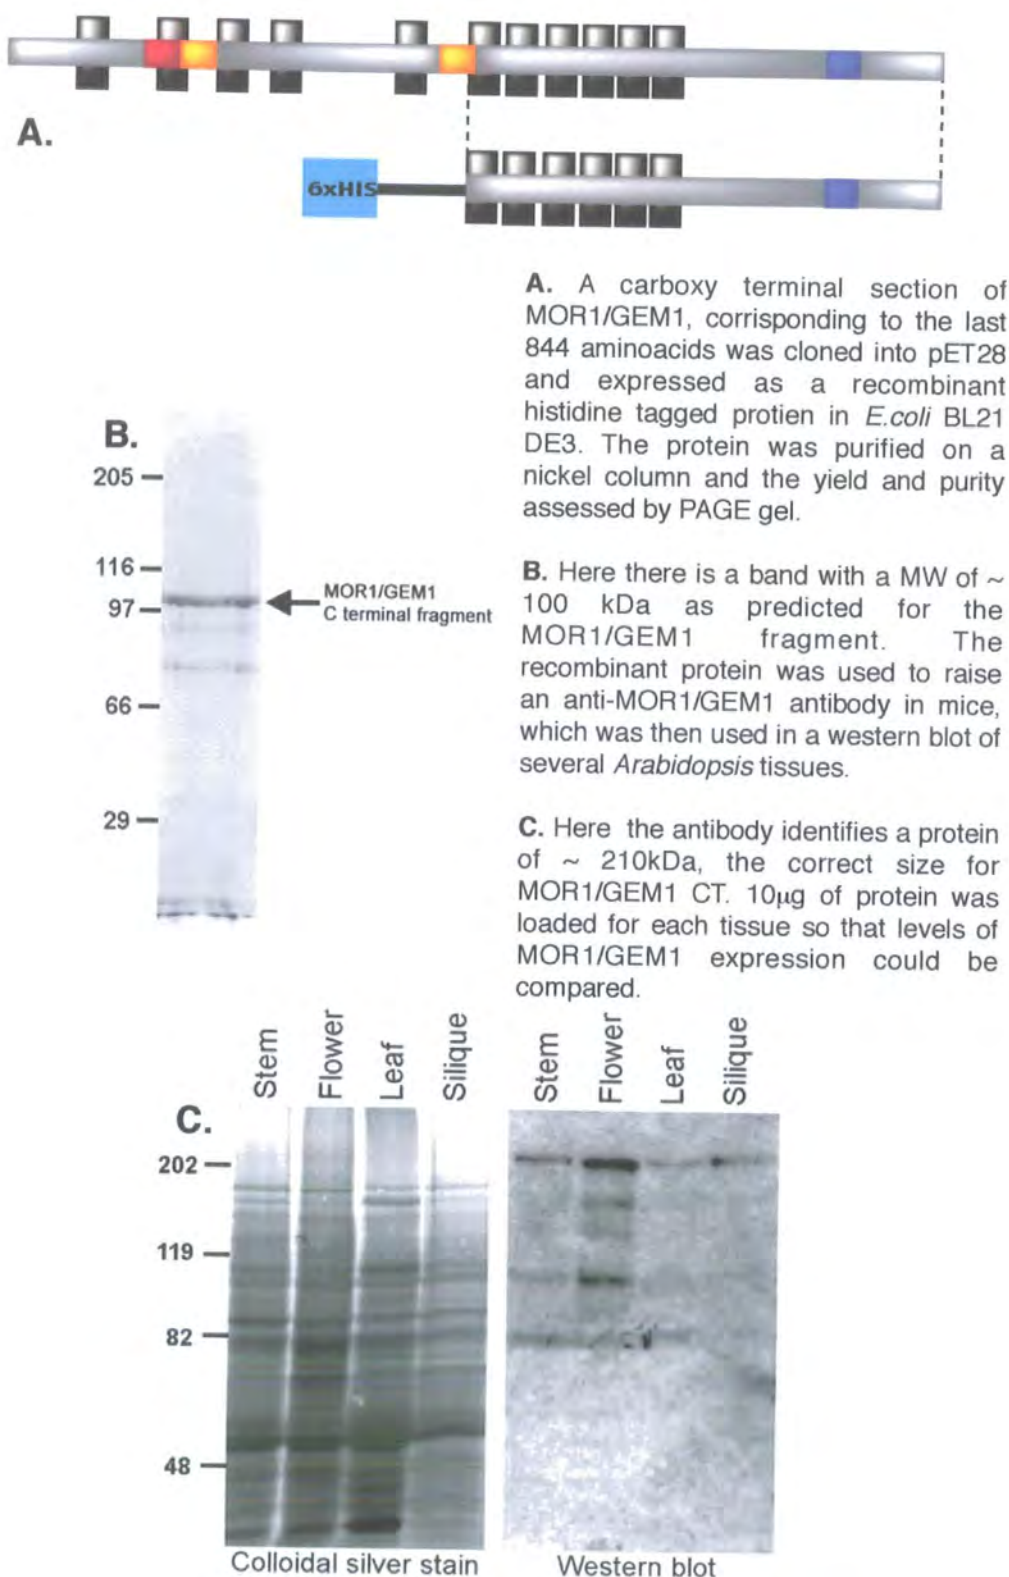 A.
6xHIS
A. A carboxy terminal section of
MOR1/GEM1, corrisponding to the last
844 aminoacids was cloned into pET28
and expressed as a recombinant
histidine tagged protien in E.coli BL21
DE3. The protein was purified on a
nickel column and the yield and purity
assessed by PAGE gel.
B.
205
116
97
66
29
MOR1/GEM1
C terminal fragment
B. Here there is a band with a MW of ~
100 kDa as predicted for the
MOR1/GEM1 fragment. The
recombinant protein was used to raise
an anti-MOR1/GEM1 antibody in mice,
which was then used in a western blot of
several Arabidopsis tissues.
C. Here the antibody identifies a protein
of ~ 210kDa, the correct size for
MOR1/GEM1 CT. 10µg of protein was
loaded for each tissue so that levels of
MOR1/GEM1 expression could be
compared.
Stem Flower Leaf Silique
Stem Flower Leaf Silique
C.
202
119
82
48
Colloidal silver stain
Western blot